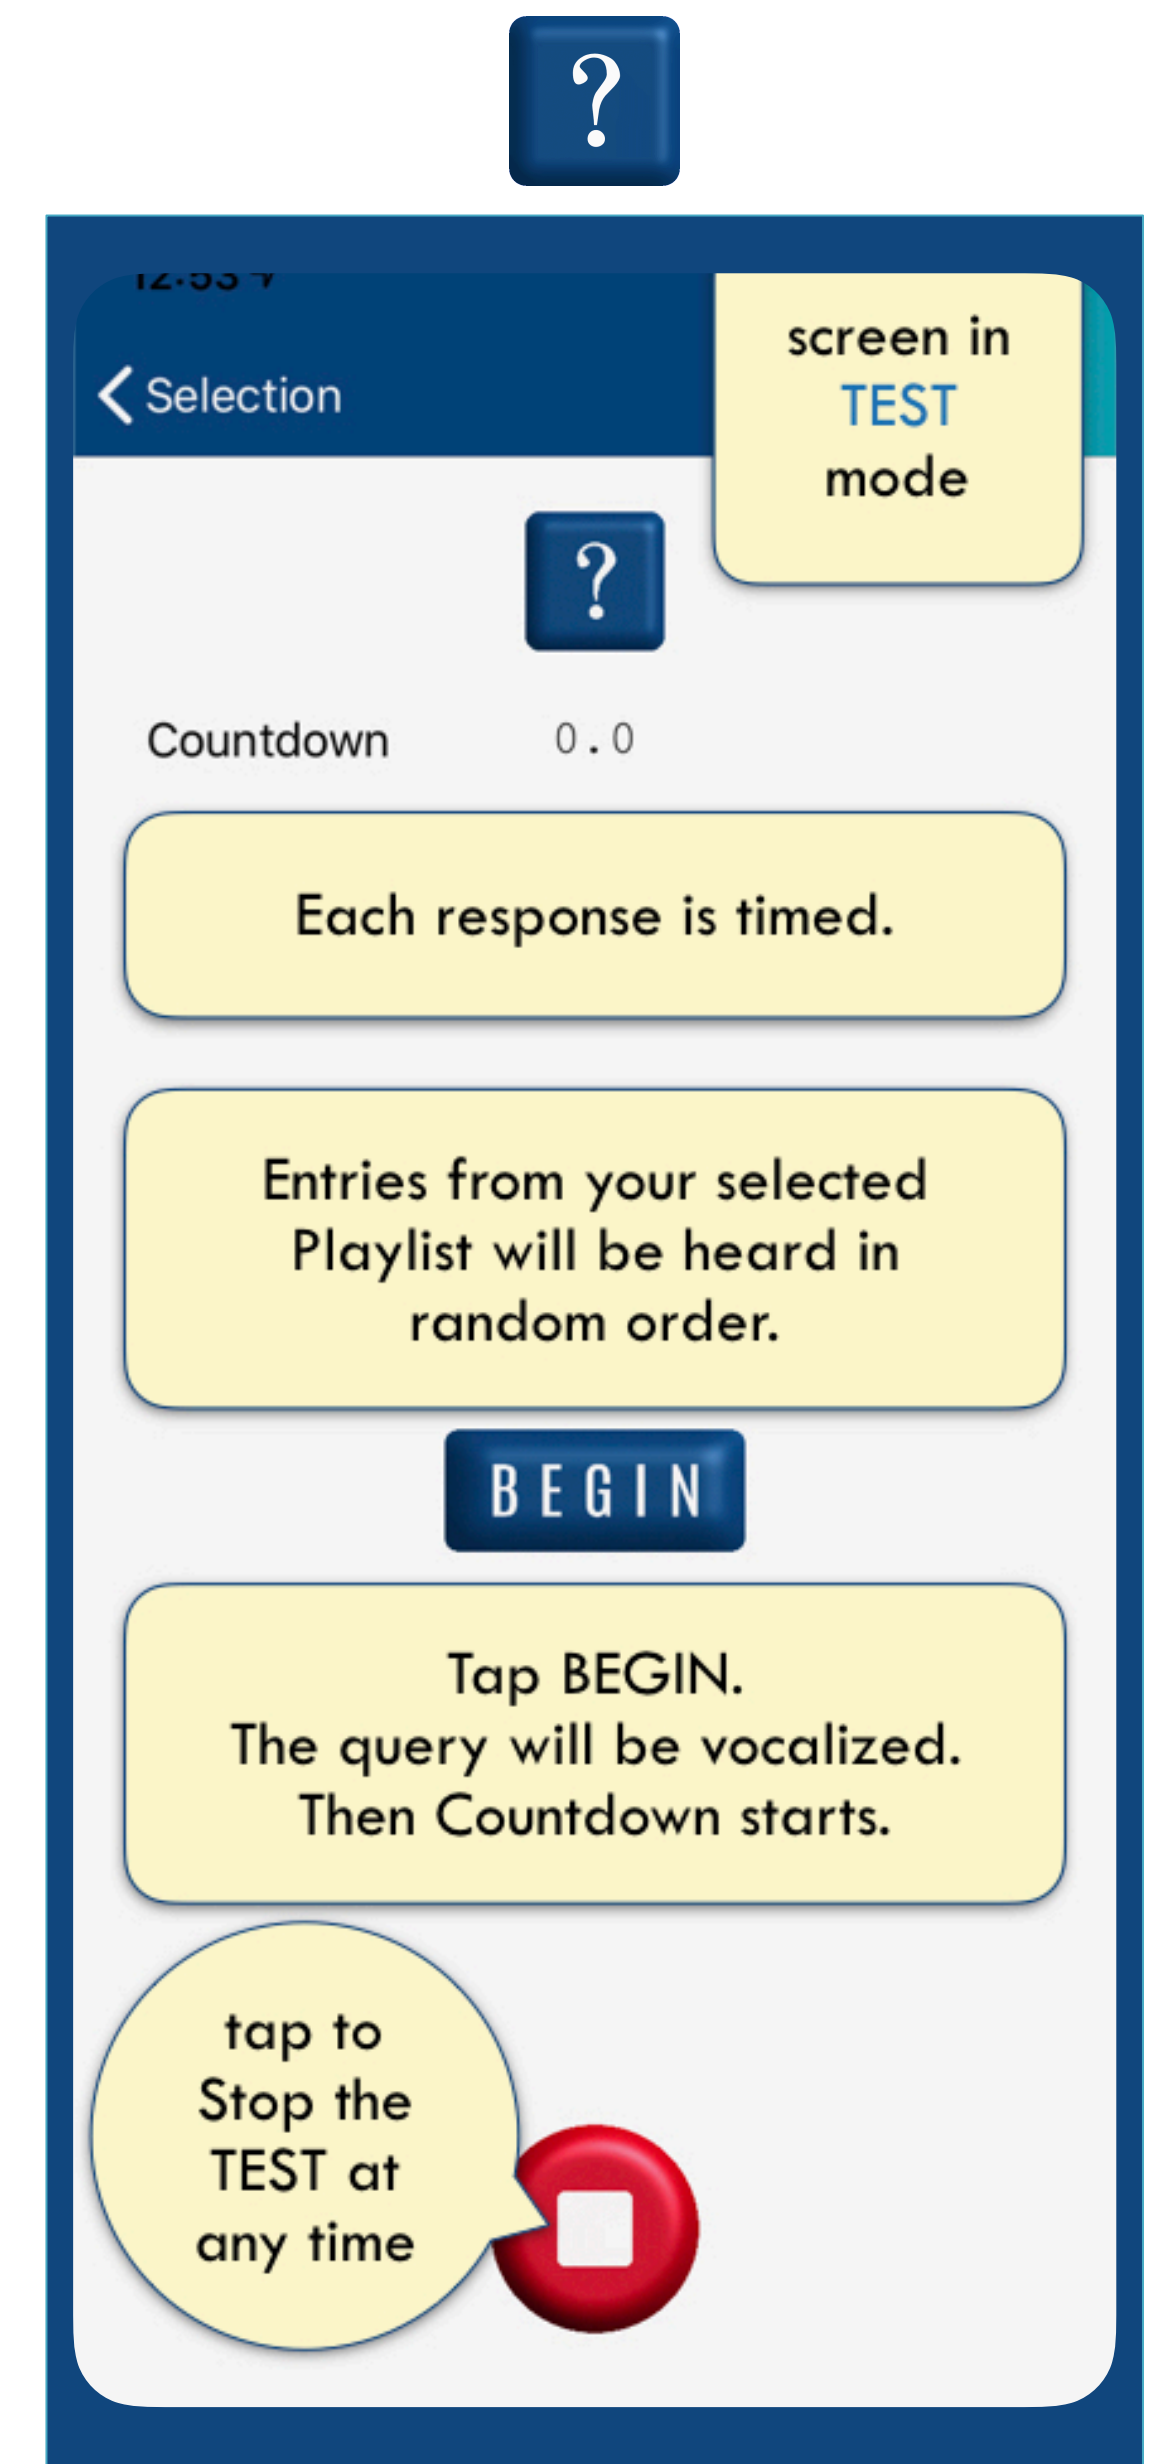 ?
12:53
screen in
TEST
mode
Selection
?
Countdown 0.0
Each response is timed.
Entries from your selected
Playlist will be heard in
random order.
BEGIN
Tap BEGIN.
The query will be vocalized.
Then Countdown starts.
tap to
Stop the
TEST at
any time